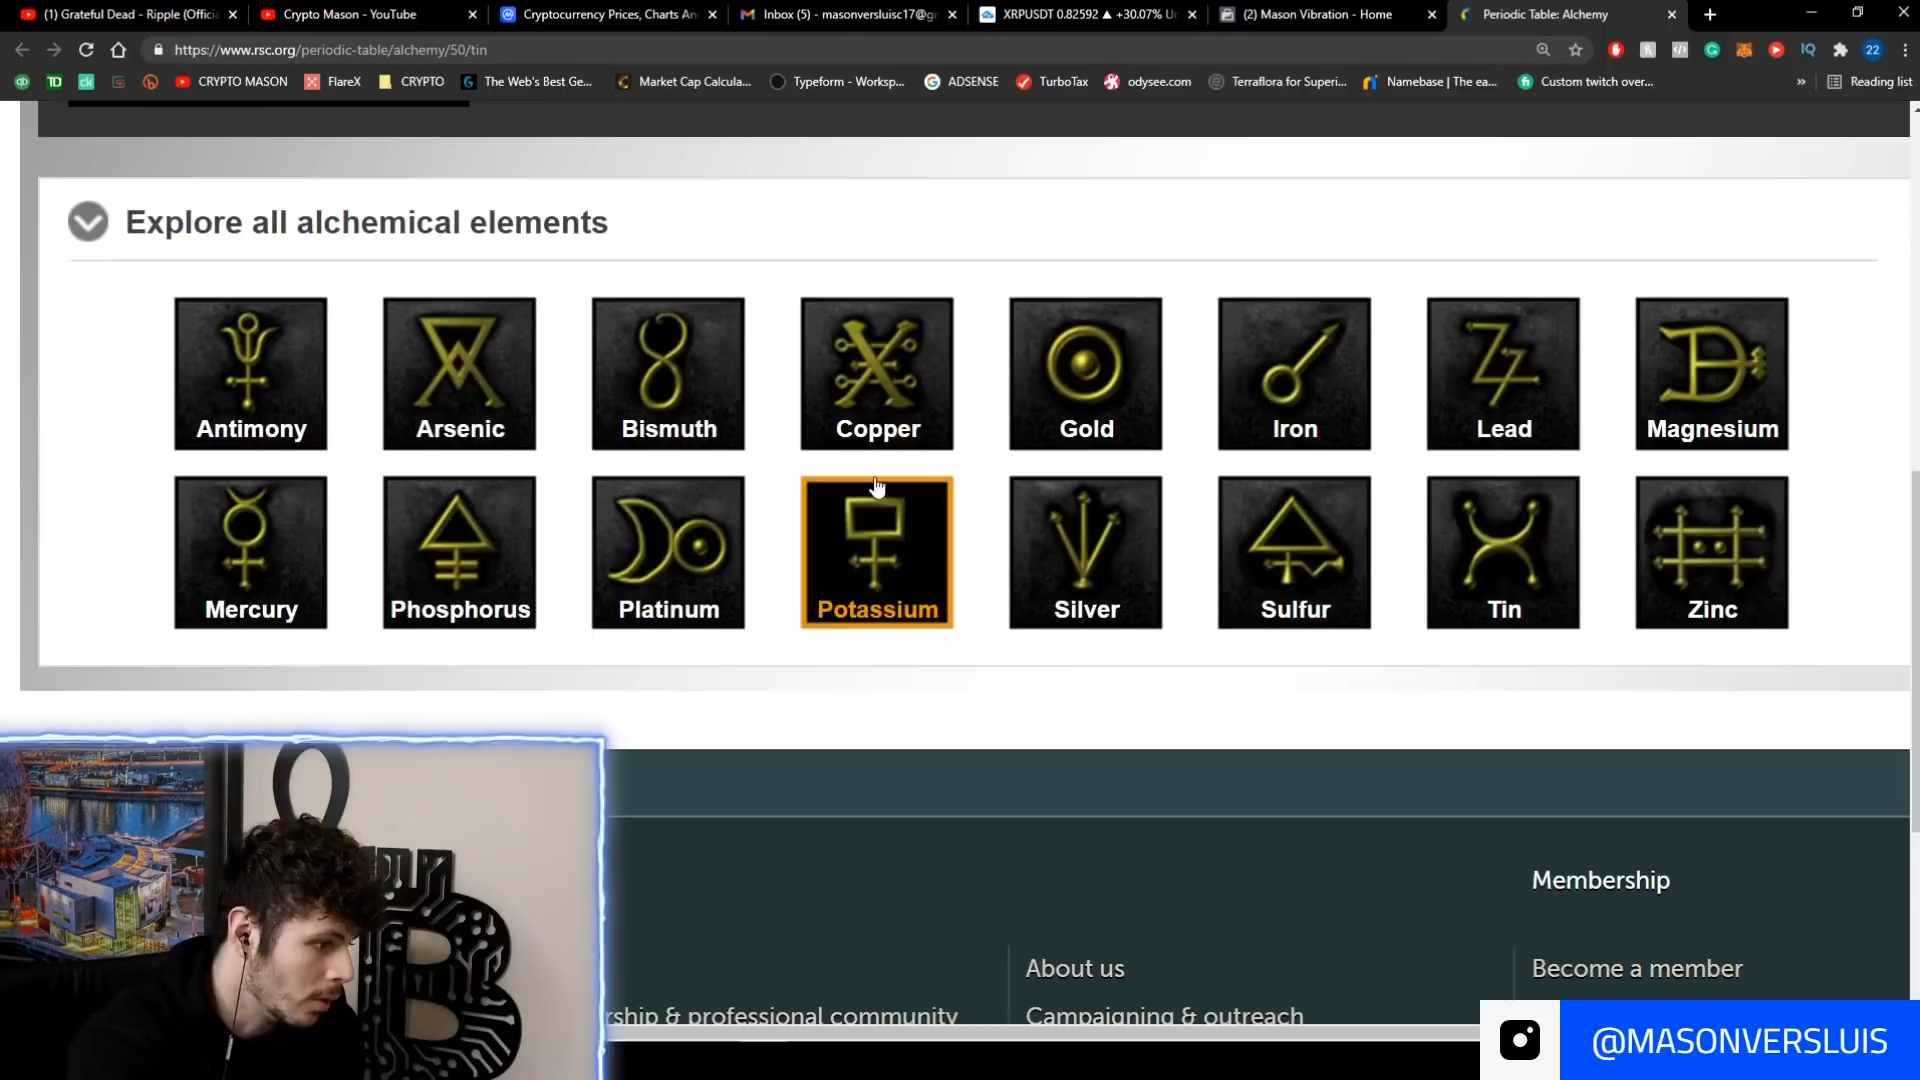 (1) Grateful Dead - Ripple (Offici
Crypto Mason - YouTube
Cryptocurrency Prices, Charts An
Inbox (5) - masonversluisc17@g
XRPUSDT 0.82592 ▲ +30.07% U
(2) Mason Vibration - Home
Periodic Table: Alchemy
https://www.rsc.org/periodic-table/alchemy/50/tin
22
CRYPTO MASON
FlareX
CRYPTO
The Web's Best Ge...
Market Cap Calcula...
Typeform - Worksp...
ADSENSE
TurboTax
odysee.com
Terraflora for Superi...
Namebase | The ea...
Custom twitch over...
»
Reading list
Explore all alchemical elements
Antimony
Arsenic
Bismuth
Copper
Gold
Iron
Lead
Magnesium
Mercury
Phosphorus
Platinum
Potassium
Silver
Sulfur
Tin
Zinc
Membership
About us
Become a member
rship & professional community
Campaigning & outreach
@MASONVERSLUIS